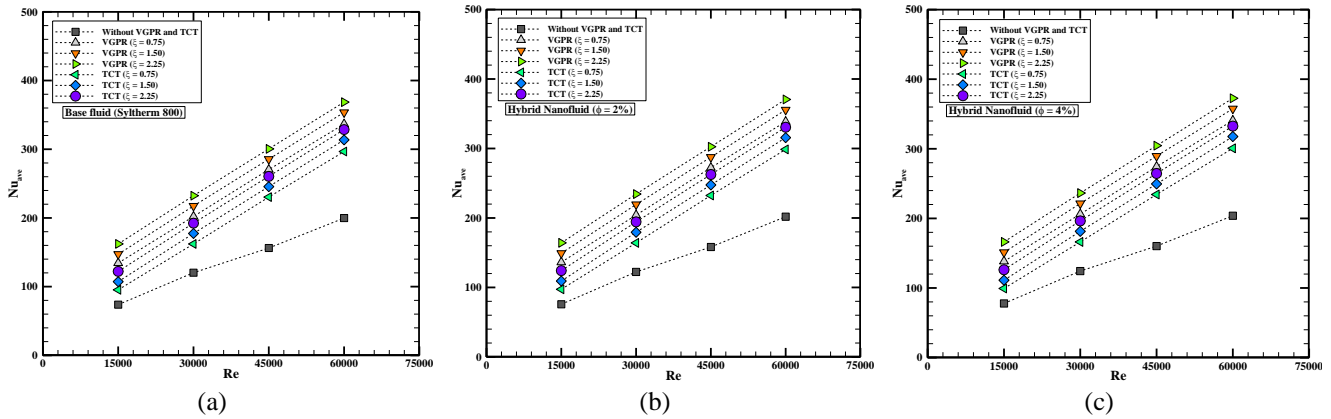 500
400
300
200
100
0
Nu_ave
Without VGPR and TCT
VGPR (ξ = 0.75)
VGPR (ξ = 1.50)
VGPR (ξ = 2.25)
TCT (ξ = 0.75)
TCT (ξ = 1.50)
TCT (ξ = 2.25)
Base fluid (Syltherm 800)
0 15000 30000 45000 60000 75000
Re
(a)
500
400
300
200
100
0
Nu_ave
Without VGPR and TCT
VGPR (ξ = 0.75)
VGPR (ξ = 1.50)
VGPR (ξ = 2.25)
TCT (ξ = 0.75)
TCT (ξ = 1.50)
TCT (ξ = 2.25)
Hybrid Nanofluid (ϕ = 2%)
0 15000 30000 45000 60000 75000
Re
(b)
500
400
300
200
100
0
Nu_ave
Without VGPR and TCT
VGPR (ξ = 0.75)
VGPR (ξ = 1.50)
VGPR (ξ = 2.25)
TCT (ξ = 0.75)
TCT (ξ = 1.50)
TCT (ξ = 2.25)
Hybrid Nanofluid (ϕ = 4%)
0 15000 30000 45000 60000 75000
Re
(c)